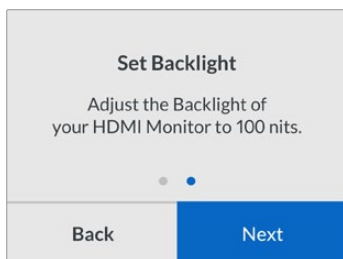 Set Backlight
Adjust the Backlight of
your HDMI Monitor to 100 nits.
Back
Next